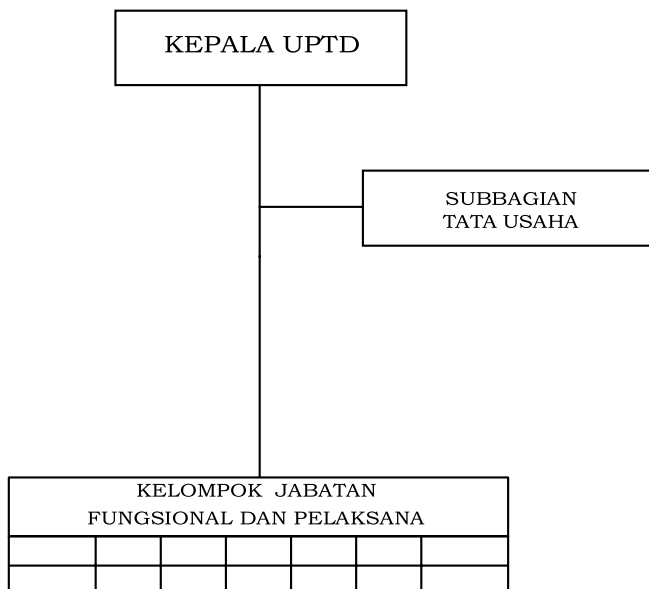 KEPALA UPTD
SUBBAGIAN
TATA USAHA
KELOMPOK JABATAN
FUNGSIONAL DAN PELAKSANA